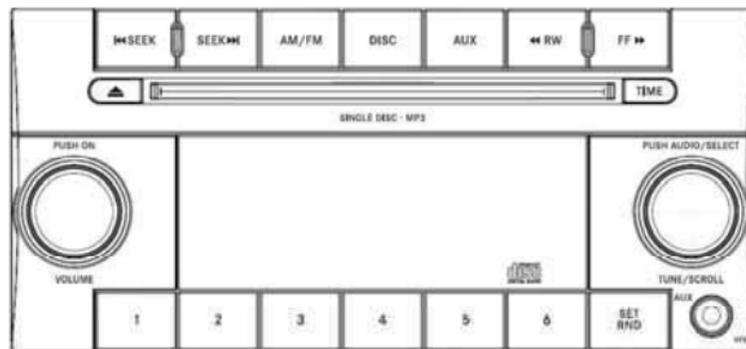 SEEK
SEEK
AM/FM
DISC
AUX
RW
FF
TIME
SINGLE DISC · MP3
PUSH ON
PUSH AUDIO/SELECT
VOLUME
TUNE/SCROLL
disc
1
2
3
4
5
6
SET
RND
AUX